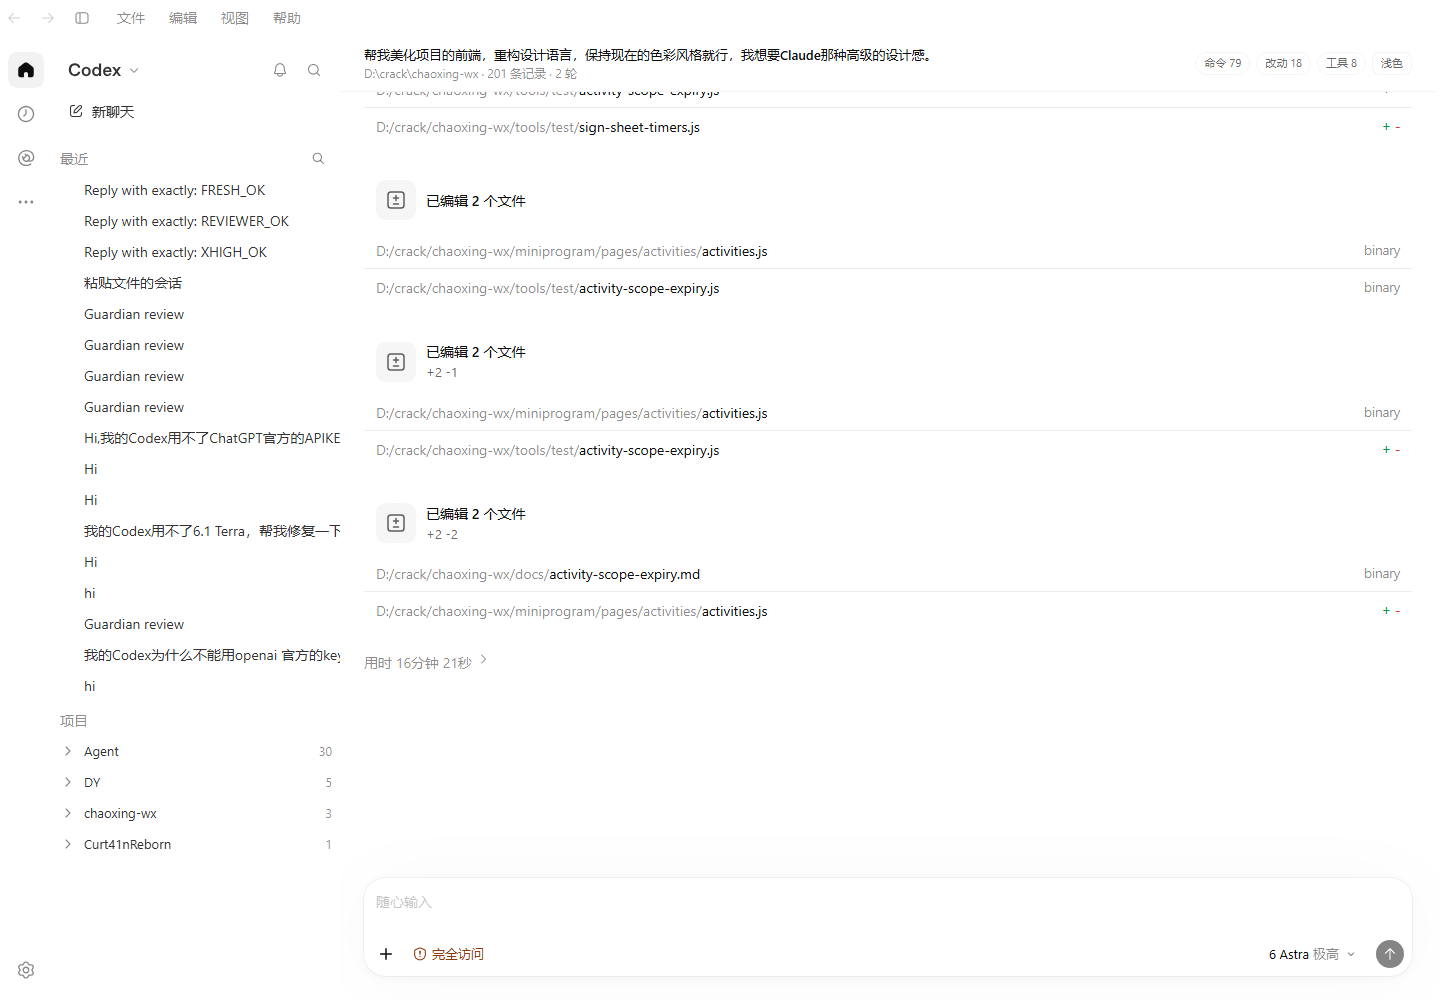 文件 编辑 视图 帮助
Codex
新聊天
最近
Reply with exactly: FRESH_OK
Reply with exactly: REVIEWER_OK
Reply with exactly: XHIGH_OK
粘贴文件的会话
Guardian review
Guardian review
Guardian review
Guardian review
Hi,我的Codex用不了ChatGPT官方的APIKE
Hi
Hi
我的Codex用不了6.1 Terra，帮我修复一下
Hi
hi
Guardian review
我的Codex为什么不能用openai 官方的key
hi
项目
Agent 30
DY 5
chaoxing-wx 3
Curt41nReborn 1
帮我美化项目的前端，重构设计语言，保持现在的色彩风格就行，我想要Claude那种高级的设计感。
D:\crack\chaoxing-wx · 201 条记录 · 2 轮
命令 79 改动 18 工具 8 浅色
D:/crack/chaoxing-wx/tools/test/activity-scope-expiry.js
D:/crack/chaoxing-wx/tools/test/sign-sheet-timers.js + -
已编辑 2 个文件
D:/crack/chaoxing-wx/miniprogram/pages/activities/activities.js binary
D:/crack/chaoxing-wx/tools/test/activity-scope-expiry.js binary
已编辑 2 个文件
+2 -1
D:/crack/chaoxing-wx/miniprogram/pages/activities/activities.js binary
D:/crack/chaoxing-wx/tools/test/activity-scope-expiry.js + -
已编辑 2 个文件
+2 -2
D:/crack/chaoxing-wx/docs/activity-scope-expiry.md binary
D:/crack/chaoxing-wx/miniprogram/pages/activities/activities.js + -
用时 16分钟 21秒
随心输入
完全访问
6 Astra 极高